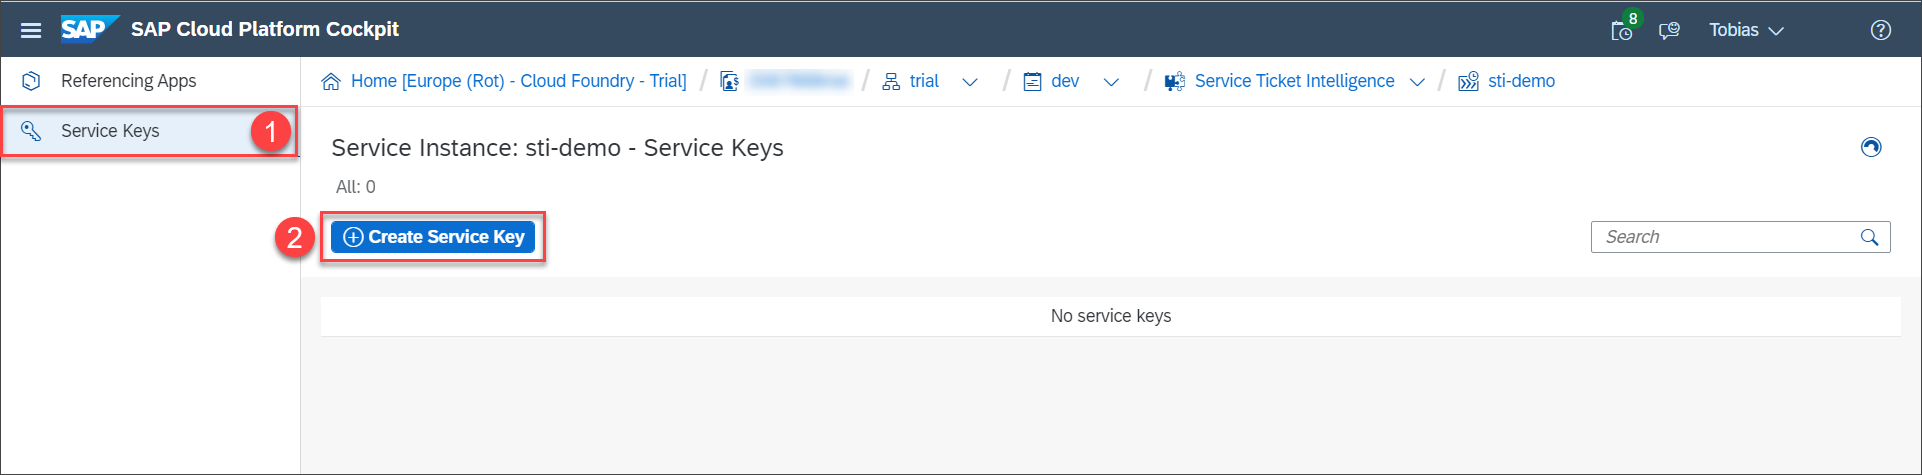 SAP SAP Cloud Platform Cockpit 8 Tobias
Referencing Apps
Home [Europe (Rot) - Cloud Foundry - Trial] / / trial / dev / Service Ticket Intelligence / sti-demo
Service Keys 1
Service Instance: sti-demo - Service Keys
All: 0
2 Create Service Key
Search
No service keys